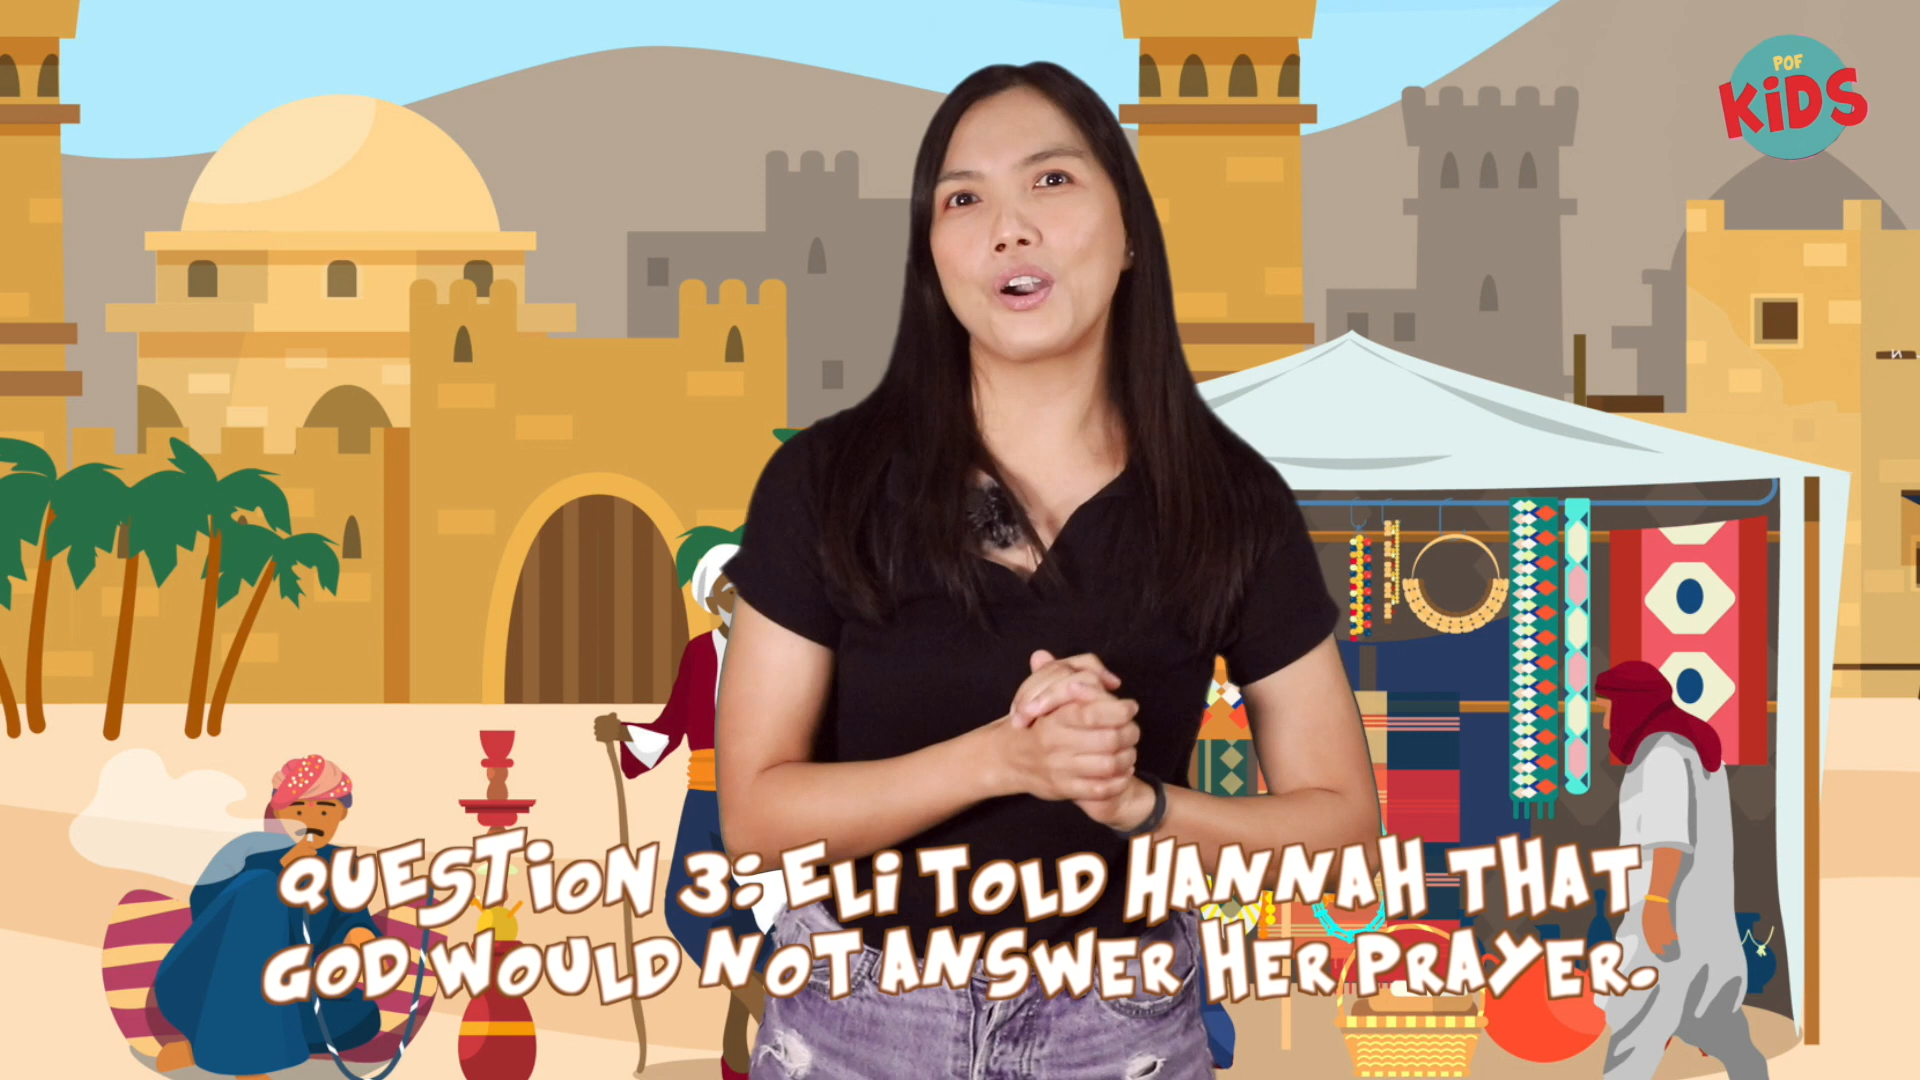 POF
KiDS
QUESTiON 3: ELi TOLD HANNAH THAT
GOD WOULD NOT ANSWER HER PRAYER.